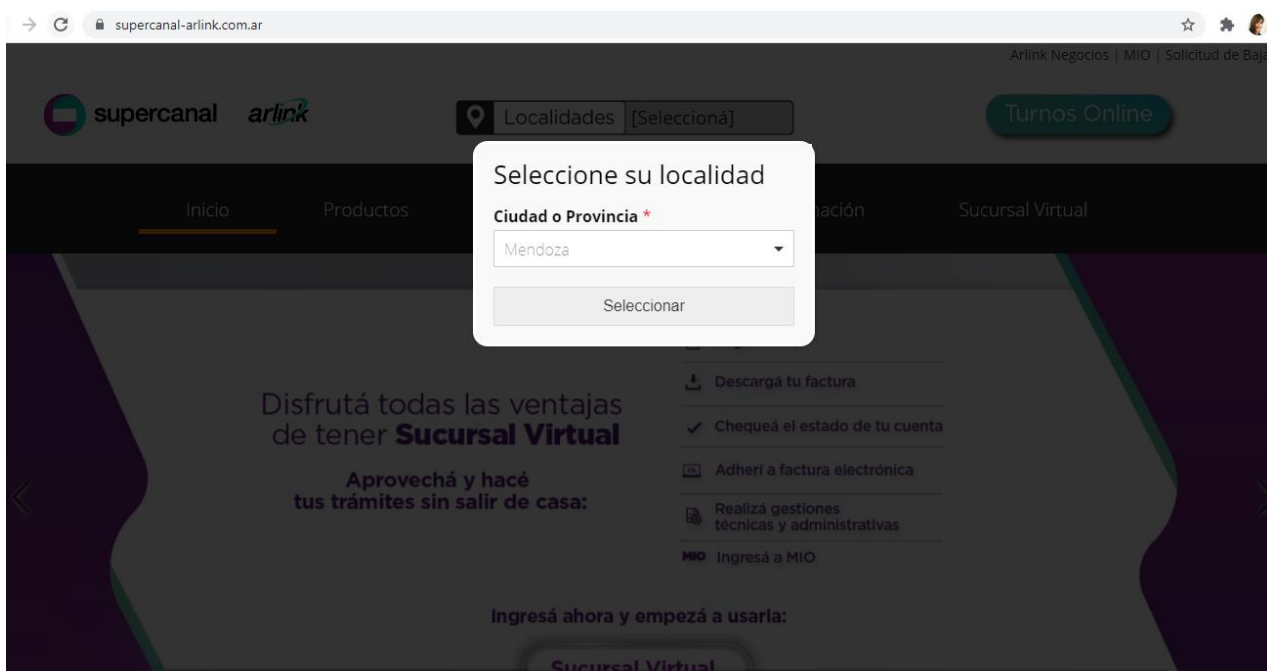 supercanal-arlink.com.ar
Arlink Negocios | MIO | Solicitud de Baja
supercanal arlink
Localidades [Seleccioná]
Turnos Online
Seleccione su localidad
Inicio Productos Sucursal Virtual
Ciudad o Provincia *
Mendoza
Seleccionar
Disfrutá todas las ventajas
de tener Sucursal Virtual
Aprovechá y hacé
tus trámites sin salir de casa:
Descargá tu factura
Chequeá el estado de tu cuenta
Adherí a factura electrónica
Realizá gestiones
técnicas y administrativas
MIO Ingresá a MIO
Ingresá ahora y empezá a usarla:
Sucursal Virtual